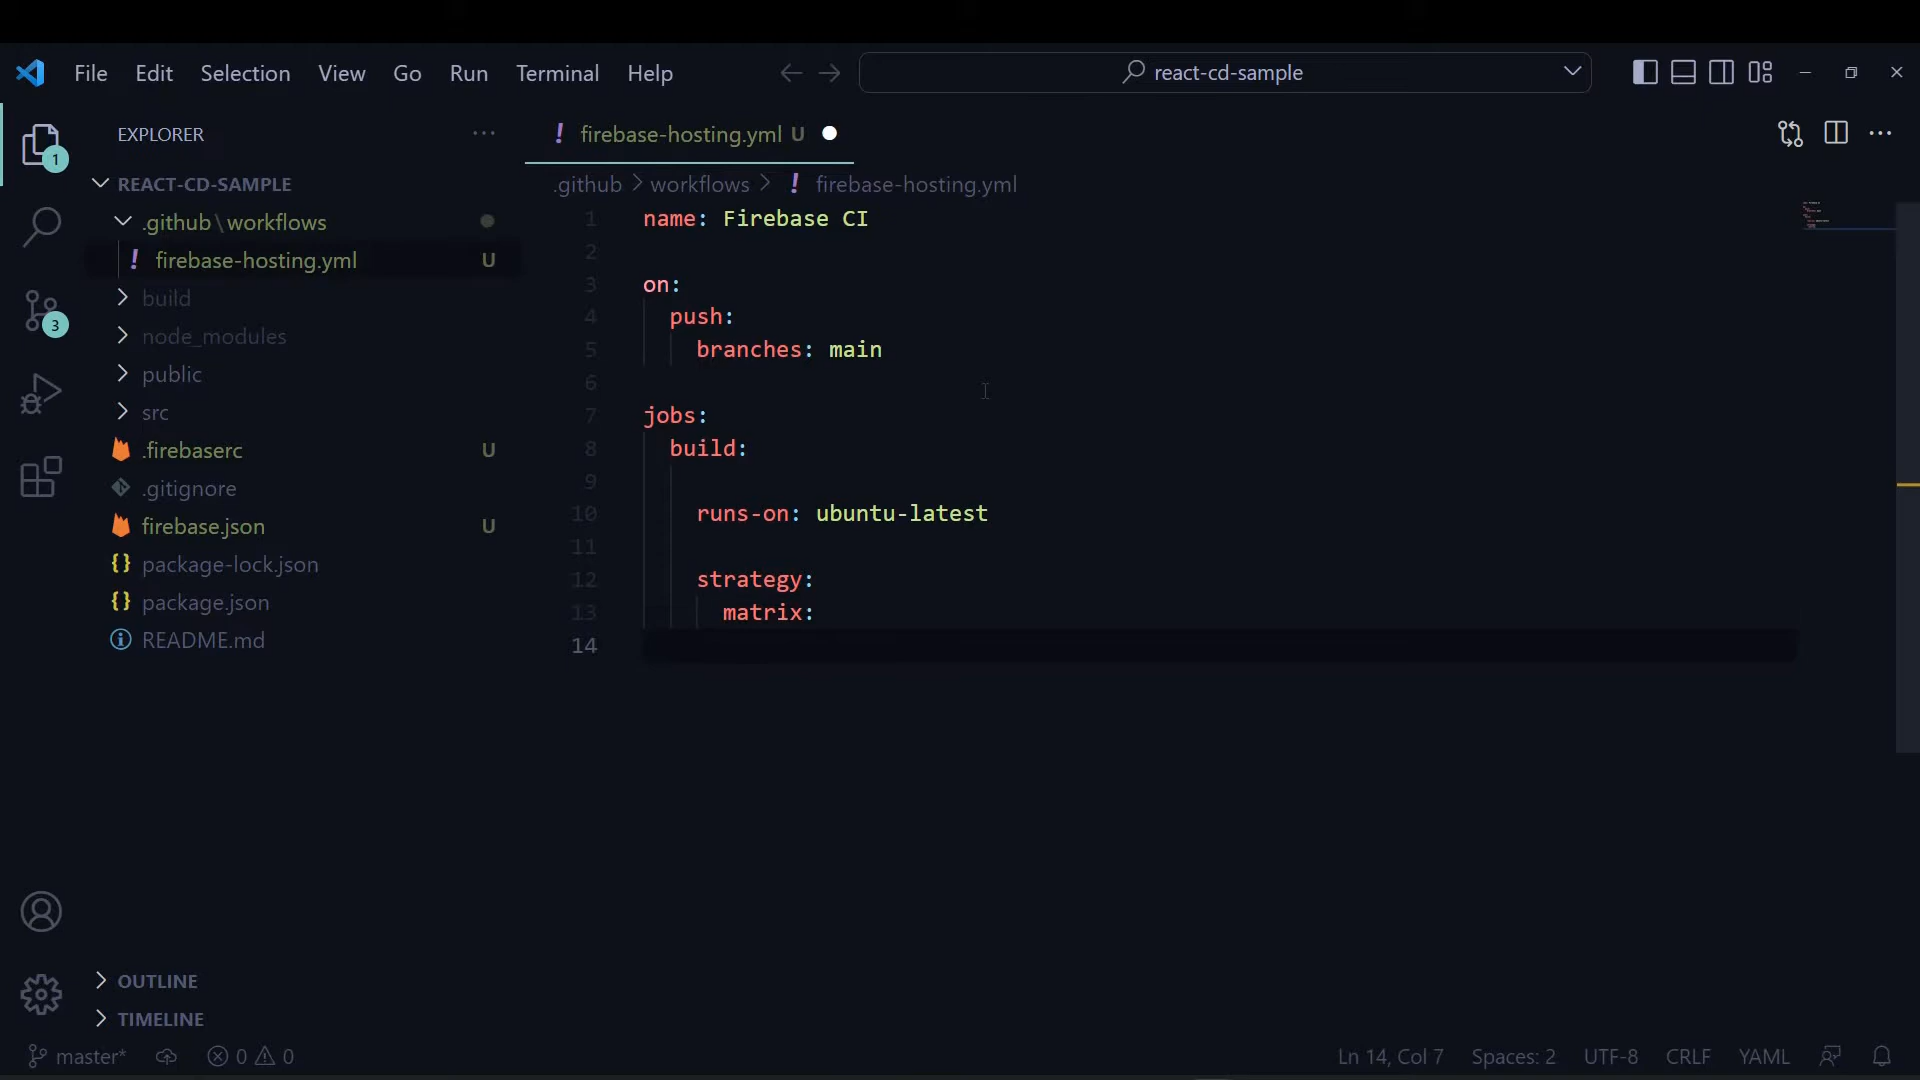 File Edit Selection View Go Run Terminal Help react-cd-sample
EXPLORER
firebase-hosting.yml U
1
REACT-CD-SAMPLE
.github > workflows > ! firebase-hosting.yml
.github\workflows
! firebase-hosting.yml U
build
3
node_modules
public
src
.firebaserc U
.gitignore
firebase.json U
{} package-lock.json
{} package.json
README.md
1 name: Firebase CI
2
3 on:
4 push:
5 branches: main
6
7 jobs:
8 build:
9
10 runs-on: ubuntu-latest
11
12 strategy:
13 matrix:
14
OUTLINE
TIMELINE
master* 0 0 Ln 14, Col 7 Spaces: 2 UTF-8 CRLF YAML